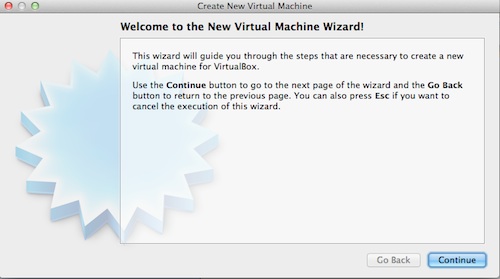 Create New Virtual Machine
Welcome to the New Virtual Machine Wizard!
This wizard will guide you through the steps that are necessary to create a new
virtual machine for VirtualBox.
Use the Continue button to go to the next page of the wizard and the Go Back
button to return to the previous page. You can also press Esc if you want to
cancel the execution of this wizard.
Go Back
Continue